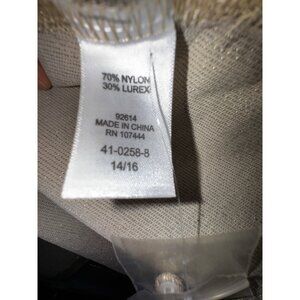 70% NYLON
30% LUREX
92614
MADE IN CHINA
RN 107444
41-0258-8
14/16